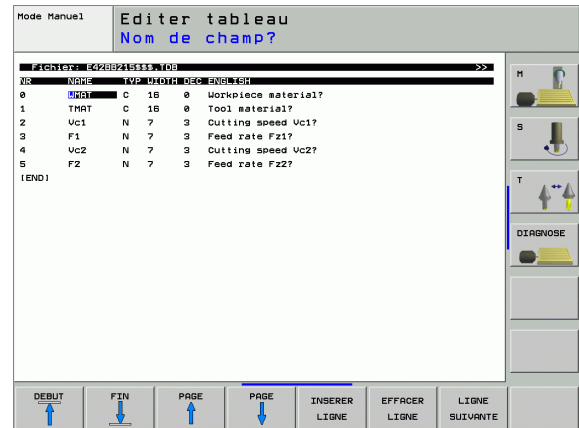 Mode Manuel
Editer tableau
Nom de champ?
Fichier: E4288215$$$.TDB >>
NR NAME TYP WIDTH DEC ENGLISH
0 WMAT C 16 0 Workpiece material?
1 TMAT C 16 0 Tool material?
2 Vc1 N 7 3 Cutting speed Vc1?
3 F1 N 7 3 Feed rate Fz1?
4 Vc2 N 7 3 Cutting speed Vc2?
5 F2 N 7 3 Feed rate Fz2?
[END]
M
S
T
DIAGNOSE
DEBUT
FIN
PAGE
PAGE
INSERER LIGNE
EFFACER LIGNE
LIGNE SUIVANTE